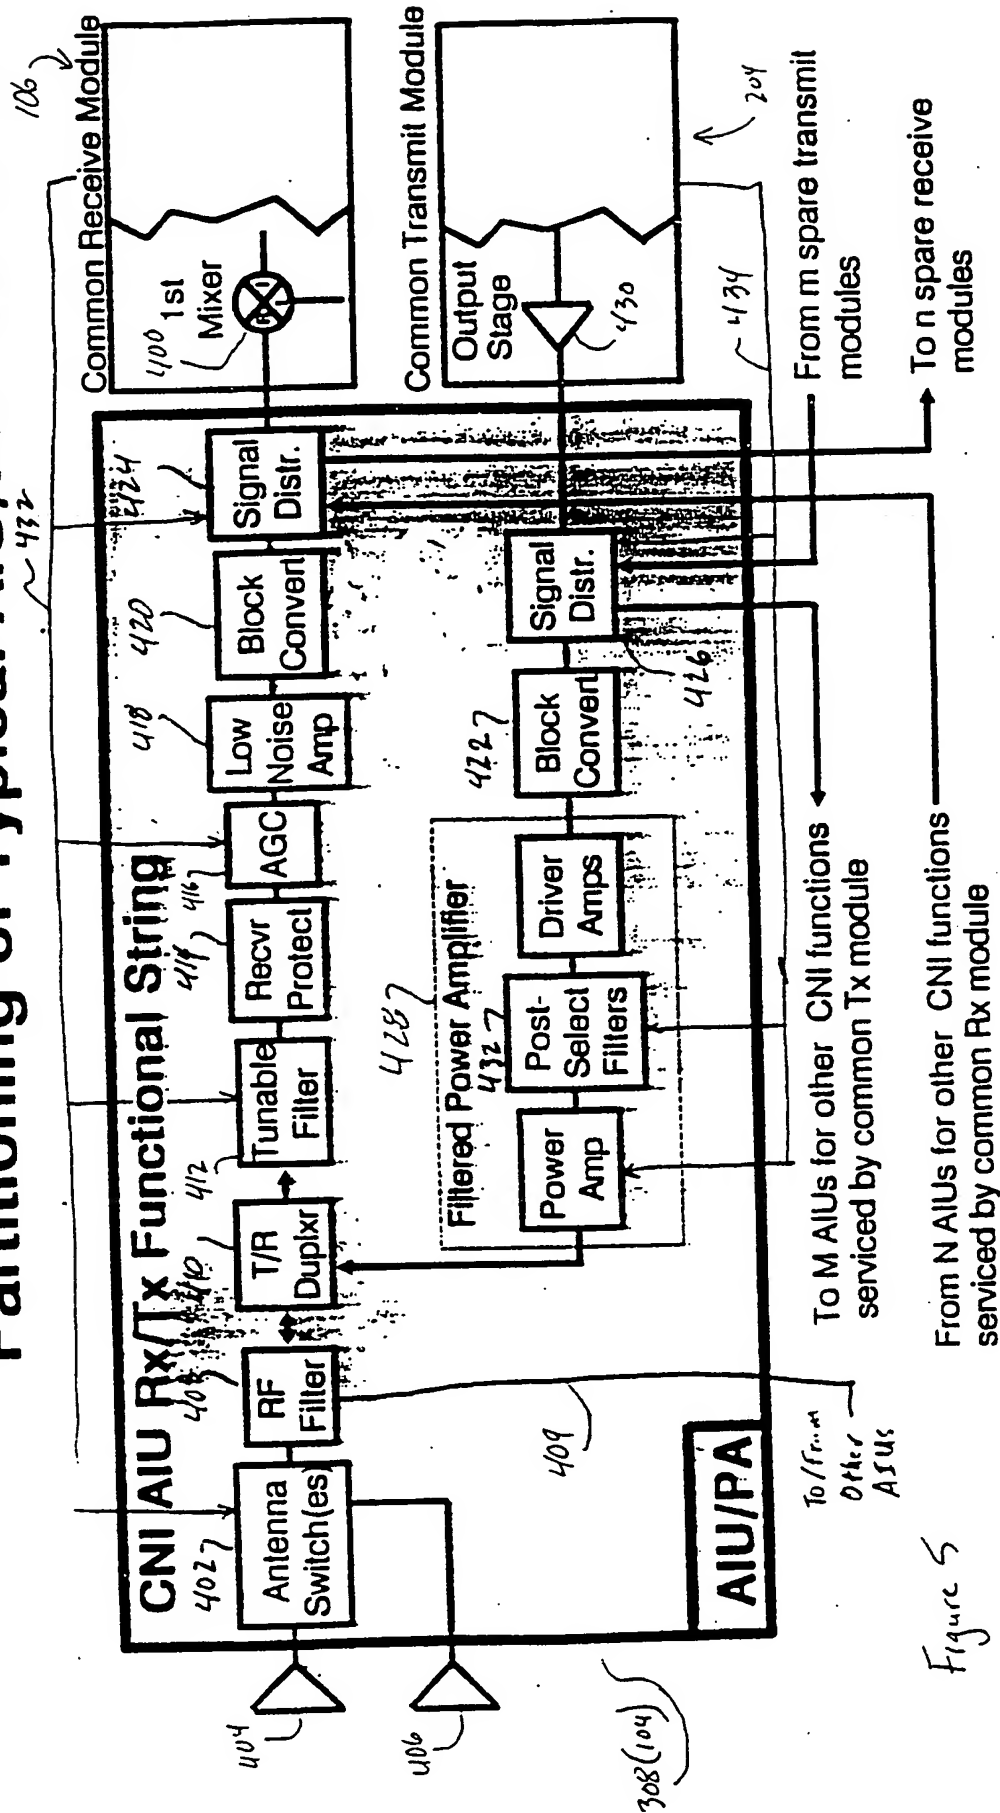 Partitioning of Typical
432
106
CNI AIU Rx/Tx Functional String
Common Receive Module
402
408
410
412
414
416
418
420
424
400
Antenna
Switch(es)
RF
Filter
T/R
Duplxr
Tunable
Filter
Recvr
Protect
AGC
Low
Noise
Amp
Block
Convert
Signal
Distr.
1st
Mixer
R
I
L
404
406
428
Filtered Power Amplifier
432
422
Power
Amp
Post-
Select
Filters
Driver
Amps
Block
Convert
Signal
Distr.
426
Common Transmit Module
Output
Stage
430
204
409
434
AIU/PA
308(104)
To/From
Other
AIUs
To M AIUs for other CNI functions
serviced by common Tx module
From m spare transmit
modules
From N AIUs for other CNI functions
serviced by common Rx module
To n spare receive
modules
Figure 5